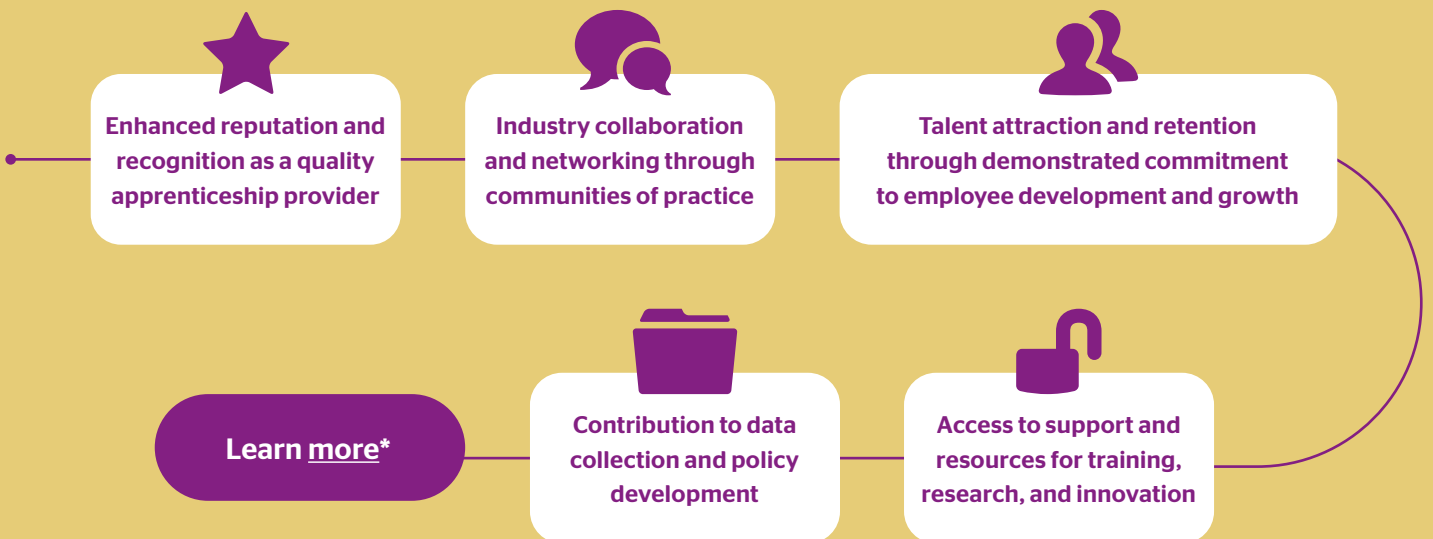 Enhanced reputation and
recognition as a quality
apprenticeship provider
Industry collaboration
and networking through
communities of practice
Talent attraction and retention
through demonstrated commitment
to employee development and growth
Access to support and
resources for training,
research, and innovation
Contribution to data
collection and policy
development
Learn more*